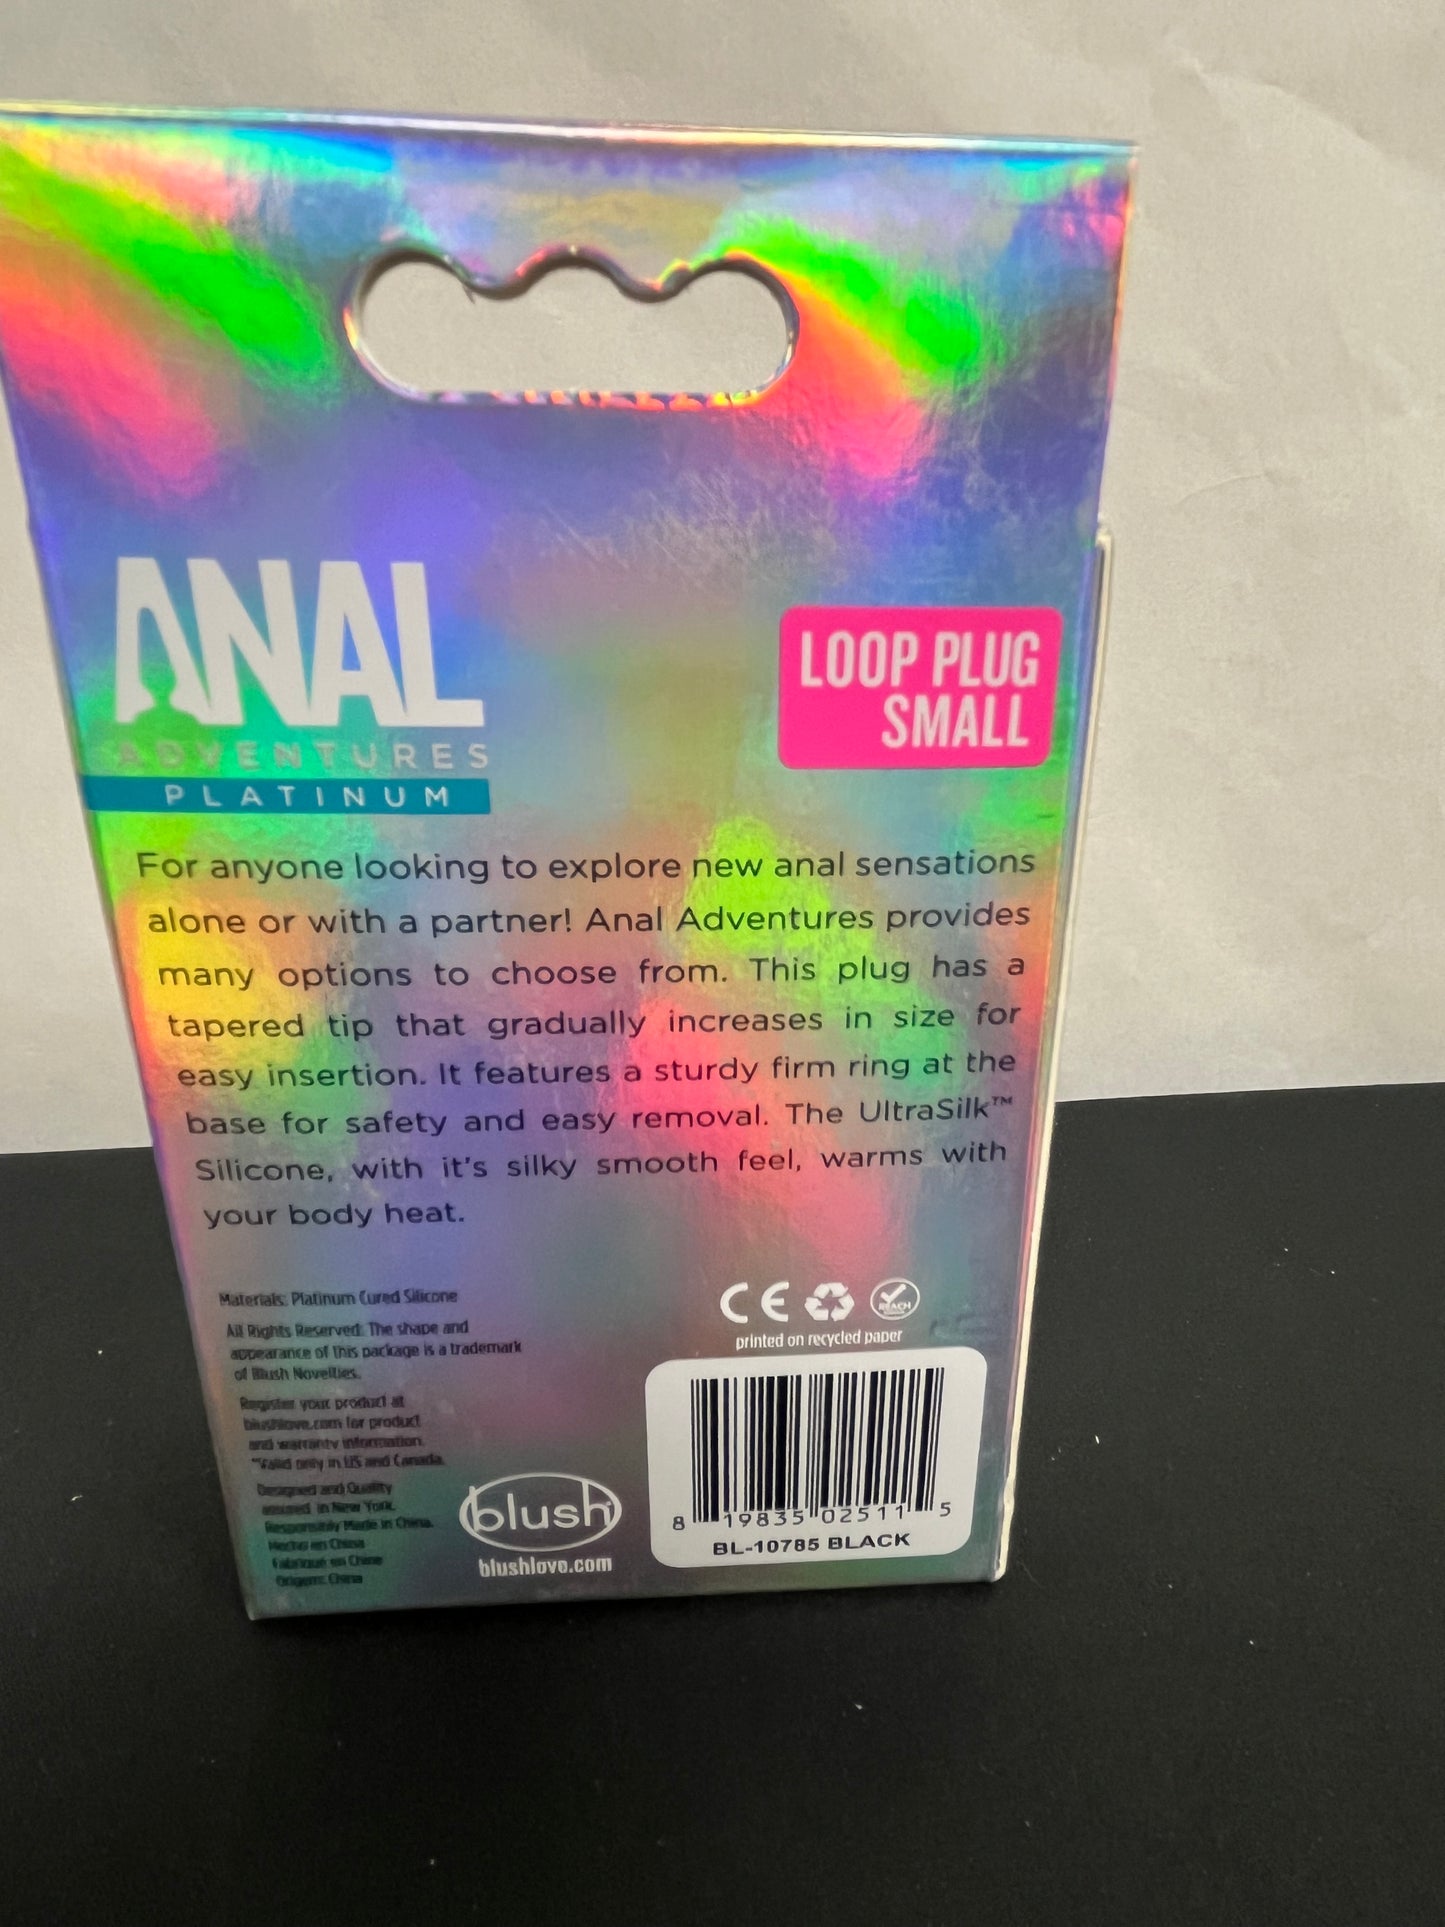 ANAL
ADVENTURES
PLATINUM
LOOP PLUG
SMALL
For anyone looking to explore new anal sensations
alone or with a partner! Anal Adventures provides
many options to choose from. This plug has a
tapered tip that gradually increases in size for
easy insertion. It features a sturdy firm ring at the
base for safety and easy removal. The UltraSilk™
Silicone, with it's silky smooth feel, warms with
your body heat.
Materials: Platinum Cured Silicone
All Rights Reserved. The shape and
appearance of this package is a trademark
of Blush Novelties.
Register your product at
blushlove.com for product
and warranty information.
*Valid only in US and Canada.
Designed and Quality
assured in New York.
Responsibly Made in China.
Hecho en China
Fabriqué en Chine
Origem: China
CE
REACH
printed on recycled paper
blush
blushlove.com
8 19835 02511 5
BL-10785 BLACK